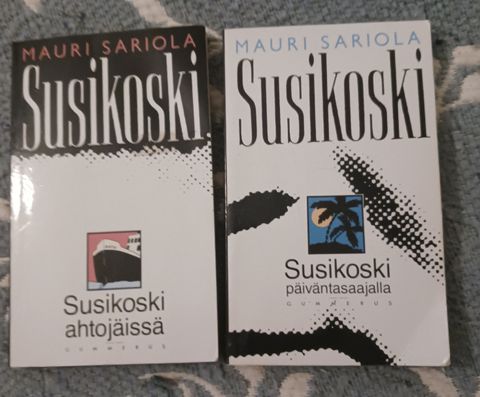 MAURI SARIOLA
Susikoski
Susikoski
ahtojäissä
GUMMERUS
MAURI SARIOLA
Susikoski
Susikoski
päiväntasaajalla
GUMMERUS